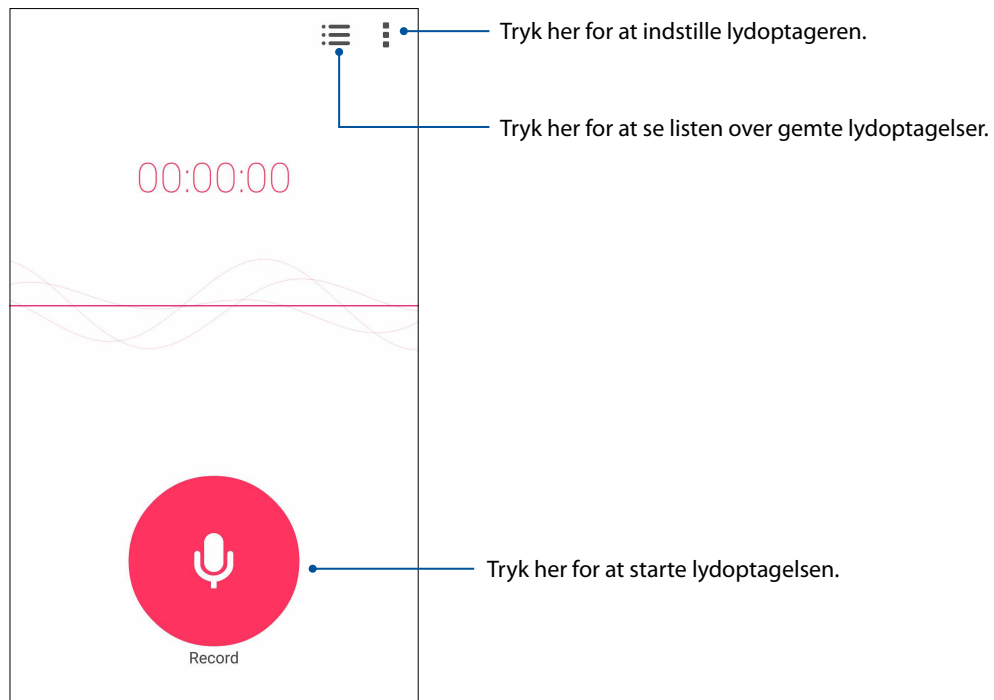 Tryk her for at indstille lydoptageren.
Tryk her for at se listen over gemte lydoptagelser.
00:00:00
Tryk her for at starte lydoptagelsen.
Record